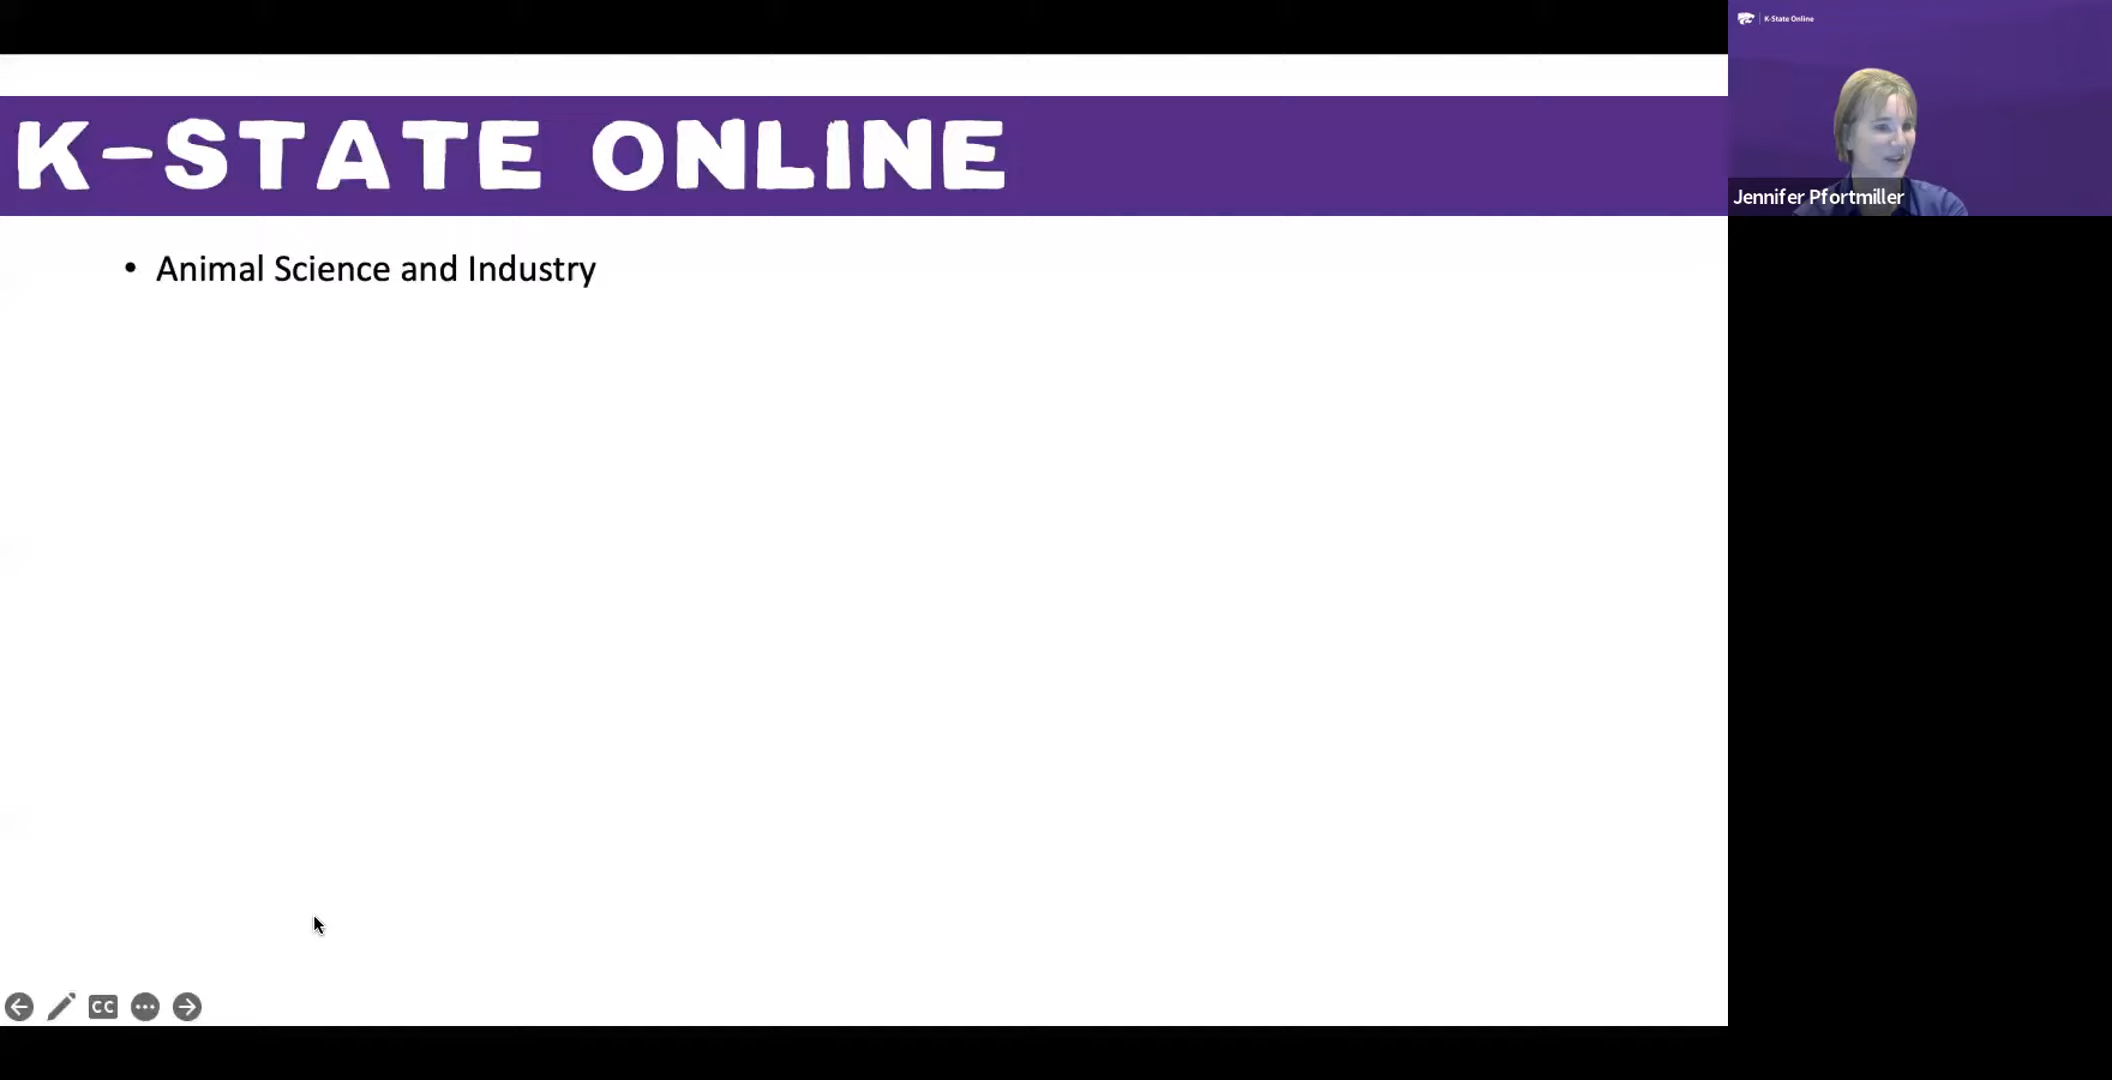 K-STATE ONLINE
• Animal Science and Industry
CC
K-State Online
Jennifer Pfortmiller